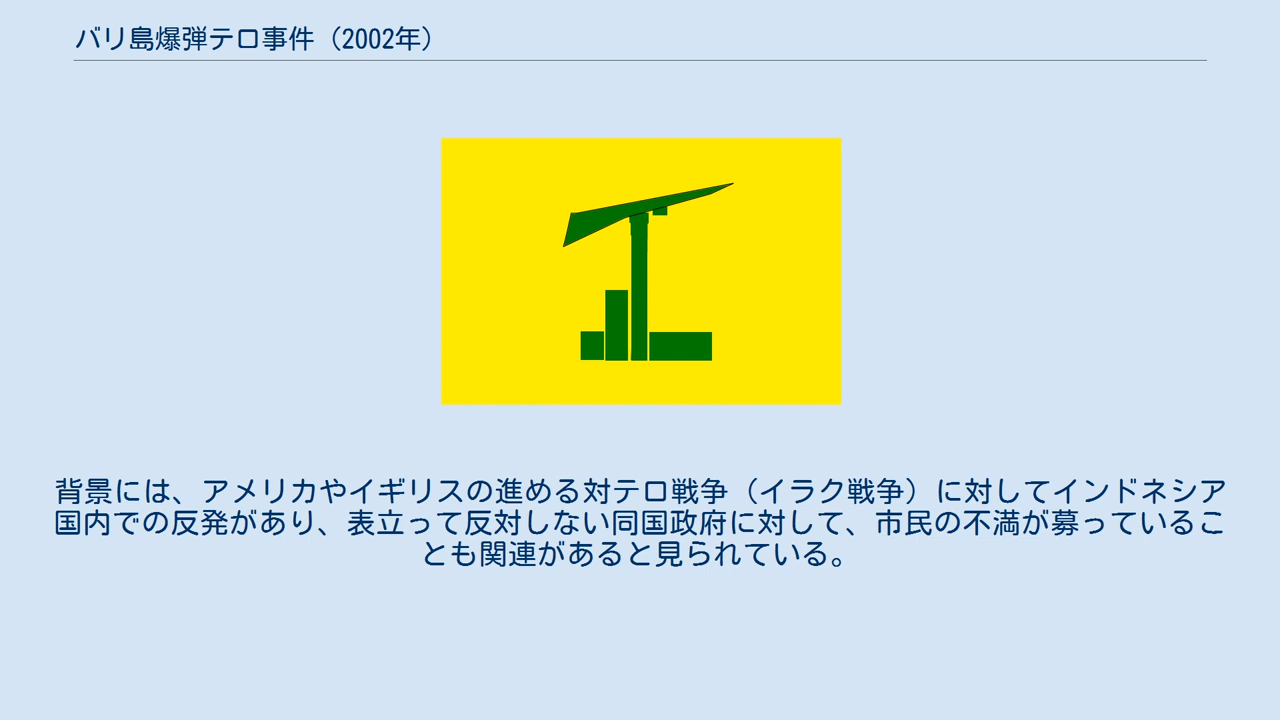 バリ島爆弾テロ事件（2002年）
背景には、アメリカやイギリスの進める対テロ戦争（イラク戦争）に対してインドネシア
国内での反発があり、表立って反対しない同国政府に対して、市民の不満が募っているこ
とも関連があると見られている。